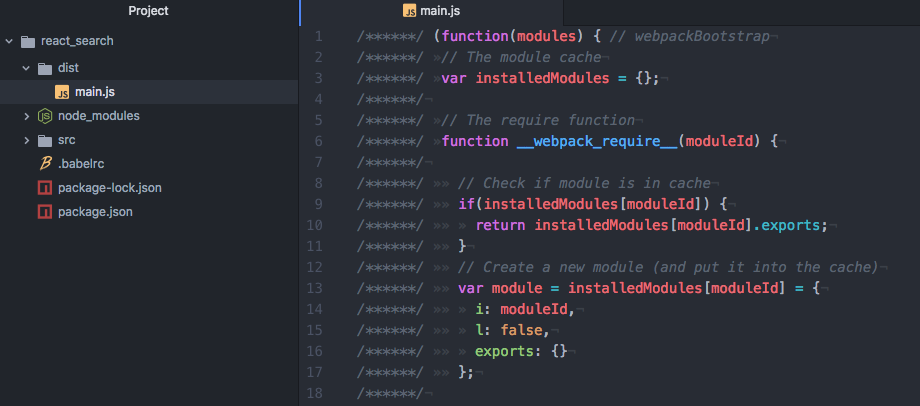 Project
main.js
react_search
dist
main.js
node_modules
src
.babelrc
package-lock.json
package.json
1 /******/ (function(modules) { // webpackBootstrap¬
2 /******/ »// The module cache¬
3 /******/ »var installedModules = {};¬
4 /******/¬
5 /******/ »// The require function¬
6 /******/ »function __webpack_require__(moduleId) {¬
7 /******/¬
8 /******/ »» // Check if module is in cache¬
9 /******/ »» if(installedModules[moduleId]) {¬
10 /******/ »» » return installedModules[moduleId].exports;¬
11 /******/ »» }¬
12 /******/ »» // Create a new module (and put it into the cache)¬
13 /******/ »» var module = installedModules[moduleId] = {¬
14 /******/ »» » i: moduleId,¬
15 /******/ »» » l: false,¬
16 /******/ »» » exports: {}¬
17 /******/ »» };¬
18 /******/¬